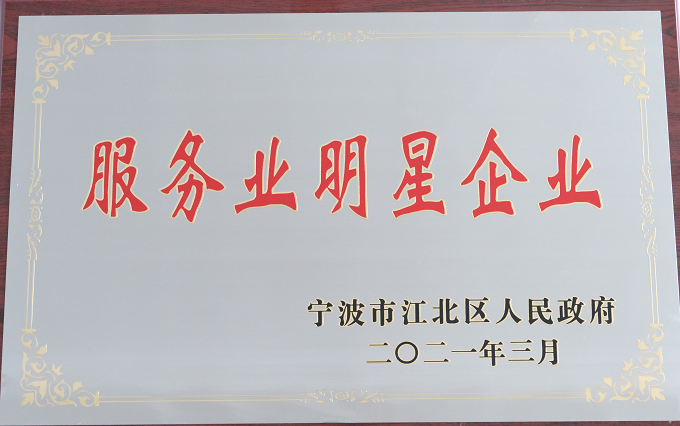 服务业明星企业
宁波市江北区人民政府
二〇二一年三月